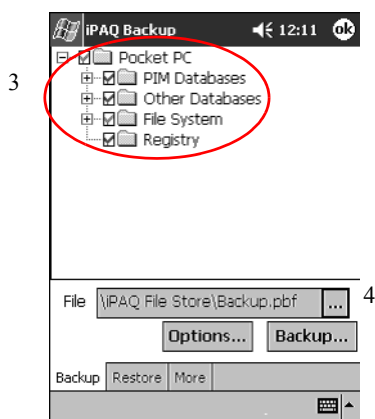 iPAQ Backup 12:11 ok
Pocket PC
3
PIM Databases
Other Databases
File System
Registry
File \iPAQ File Store\Backup.pbf ... 4
Options... Backup...
Backup Restore More